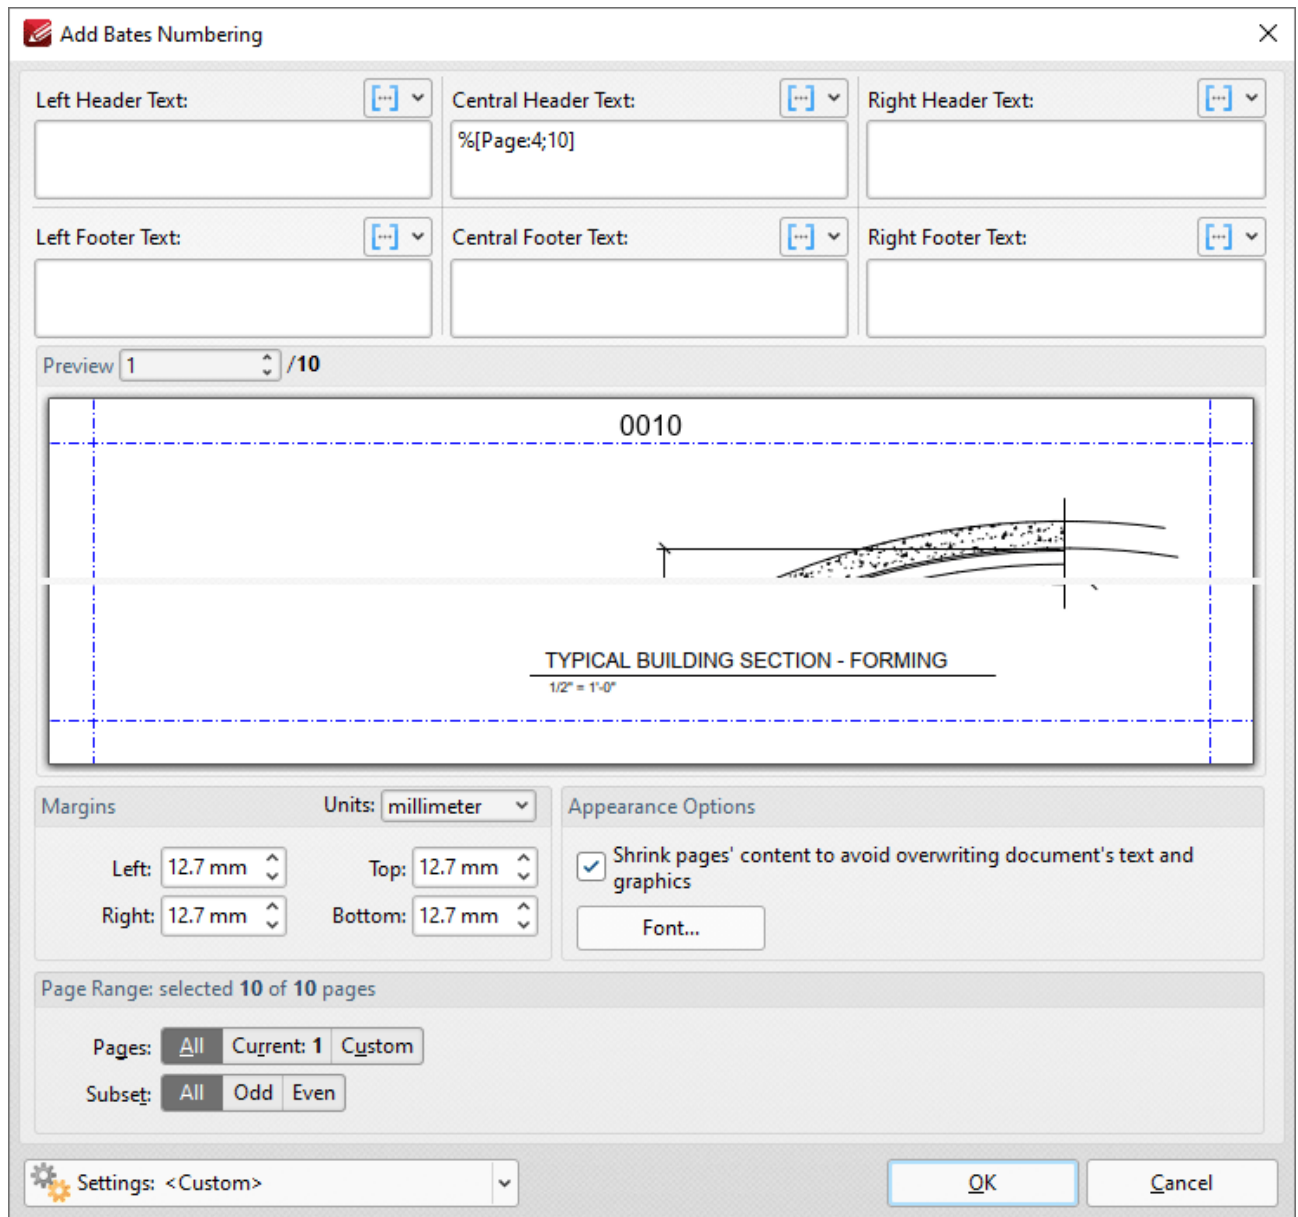 Add Bates Numbering
Left Header Text:
Central Header Text:
Right Header Text:
%[Page:4;10]
Left Footer Text:
Central Footer Text:
Right Footer Text:
Preview 1 /10
0010
TYPICAL BUILDING SECTION - FORMING
1/2" = 1'-0"
Margins
Units: millimeter
Left: 12.7 mm
Top: 12.7 mm
Right: 12.7 mm
Bottom: 12.7 mm
Appearance Options
Shrink pages' content to avoid overwriting document's text and
graphics
Font...
Page Range: selected 10 of 10 pages
Pages: All Current: 1 Custom
Subset: All Odd Even
Settings: <Custom>
OK
Cancel